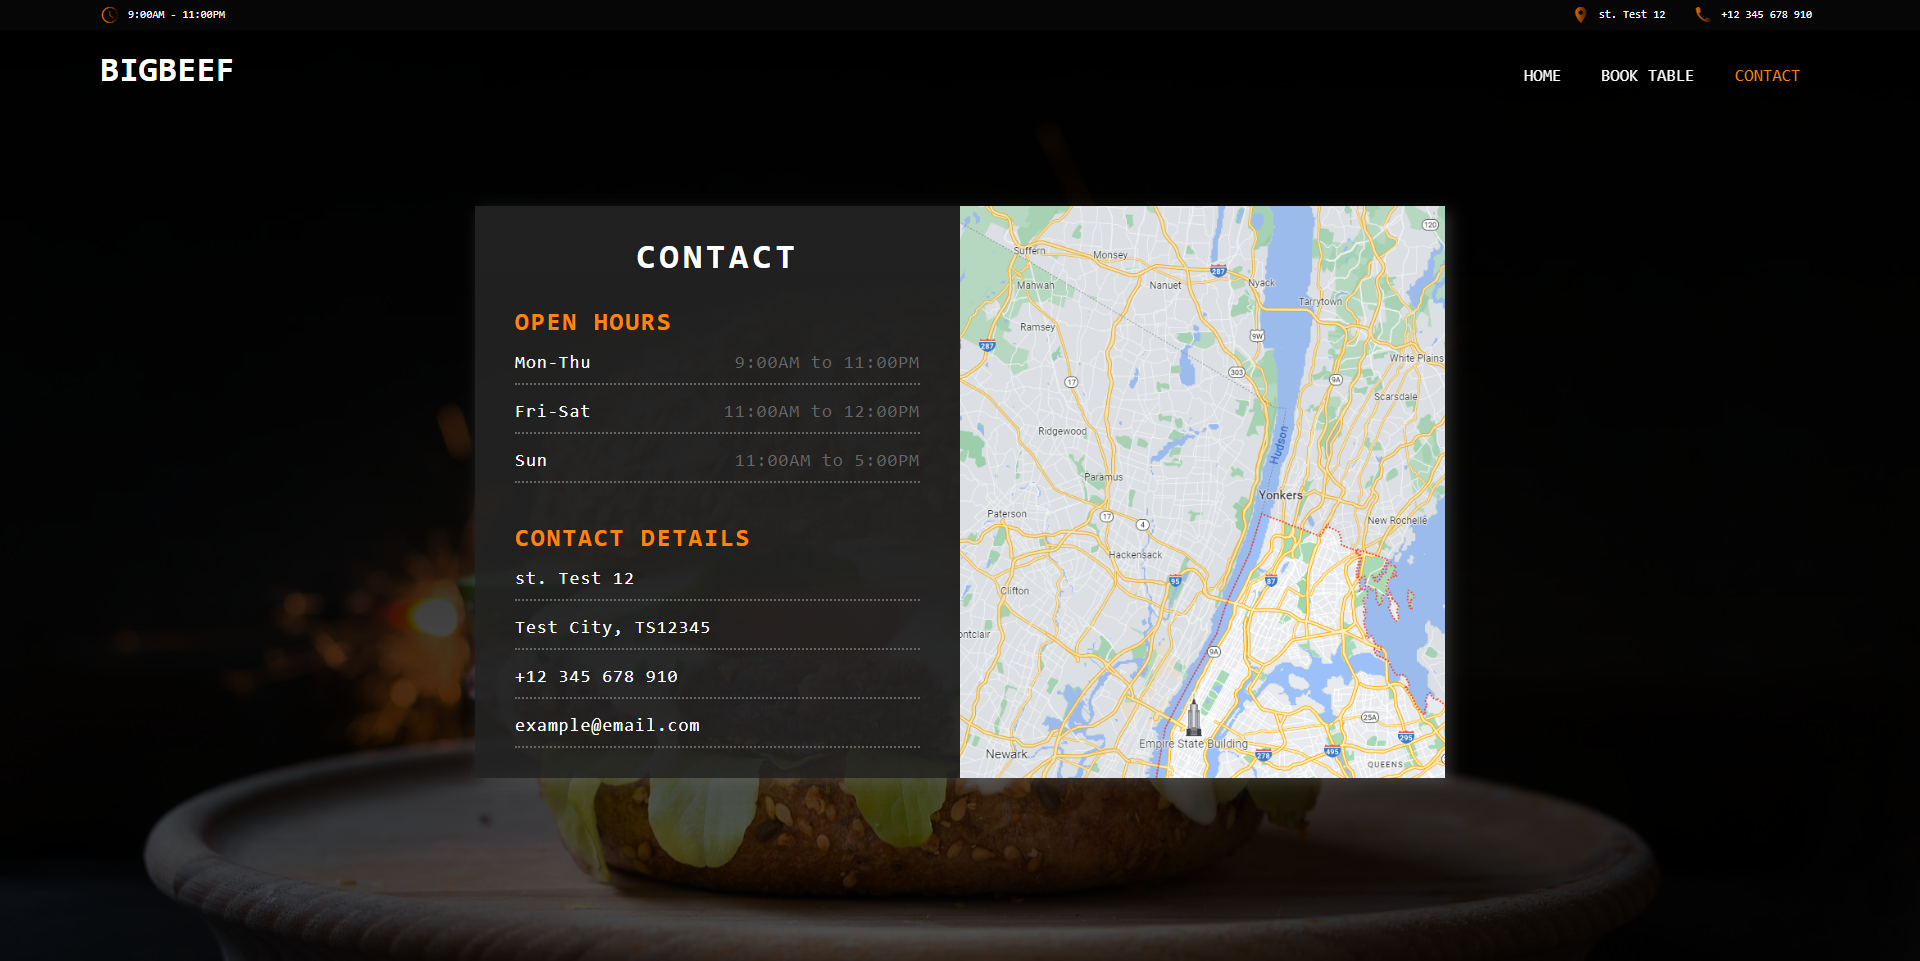 9:00AM - 11:00PM
st. Test 12
+12 345 678 910
BIGBEEF
HOME
BOOK TABLE
CONTACT
CONTACT
OPEN HOURS
Mon-Thu 9:00AM to 11:00PM
Fri-Sat 11:00AM to 12:00PM
Sun 11:00AM to 5:00PM
CONTACT DETAILS
st. Test 12
Test City, TS12345
+12 345 678 910
example@email.com
120
Suffern
Monsey
287
Mahwah
Nanuet
Nyack
Tarrytown
Ramsey
9W
287
White Plains
303
17
9A
Scarsdale
Ridgewood
Hudson
Paramus
Yonkers
Paterson
17
4
New Rochelle
Hackensack
95
87
Clifton
ontclair
9A
25A
295
Empire State Building
Newark
278
495
QUEENS